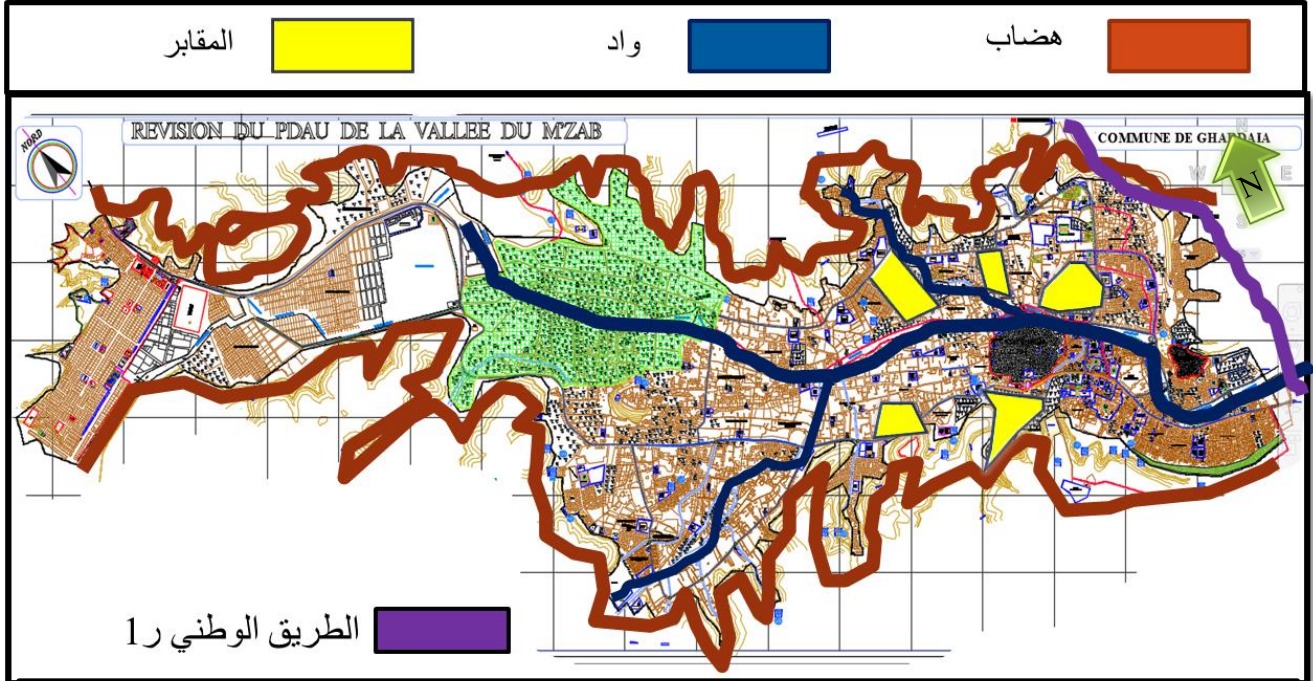 هضاب
واد
المقابر
REVISION DU PDAU DE LA VALLEE DU M'ZAB
COMMUNE DE GHARDAIA
NORD
N
W E
S
N
الطريق الوطني ر1